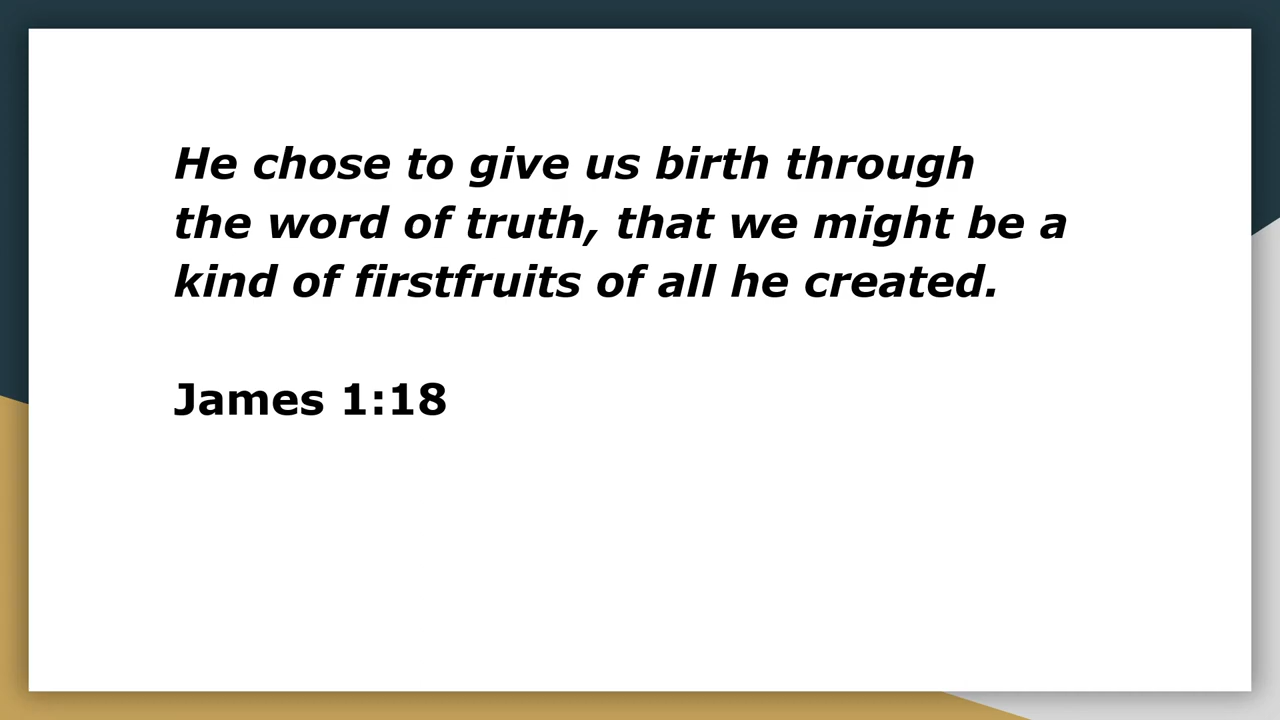 He chose to give us birth through
the word of truth, that we might be a
kind of firstfruits of all he created.
James 1:18